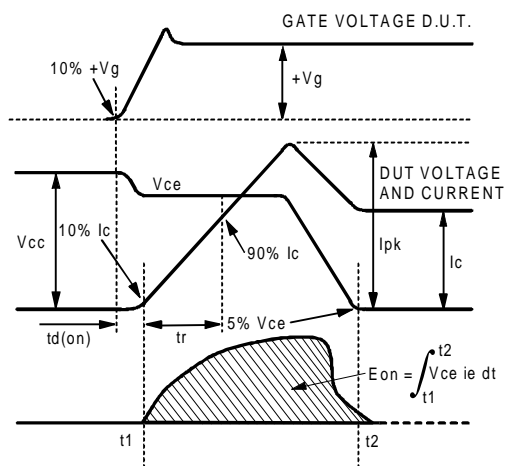 GATE VOLTAGE D.U.T.
10% +Vg
+Vg
Vce
DUT VOLTAGE
AND CURRENT
Vcc
10% Ic
90% Ic
Ipk
Ic
td(on)
tr
5% Vce
Eon = ∫ Vce ie dt
t2
t1
t1
t2